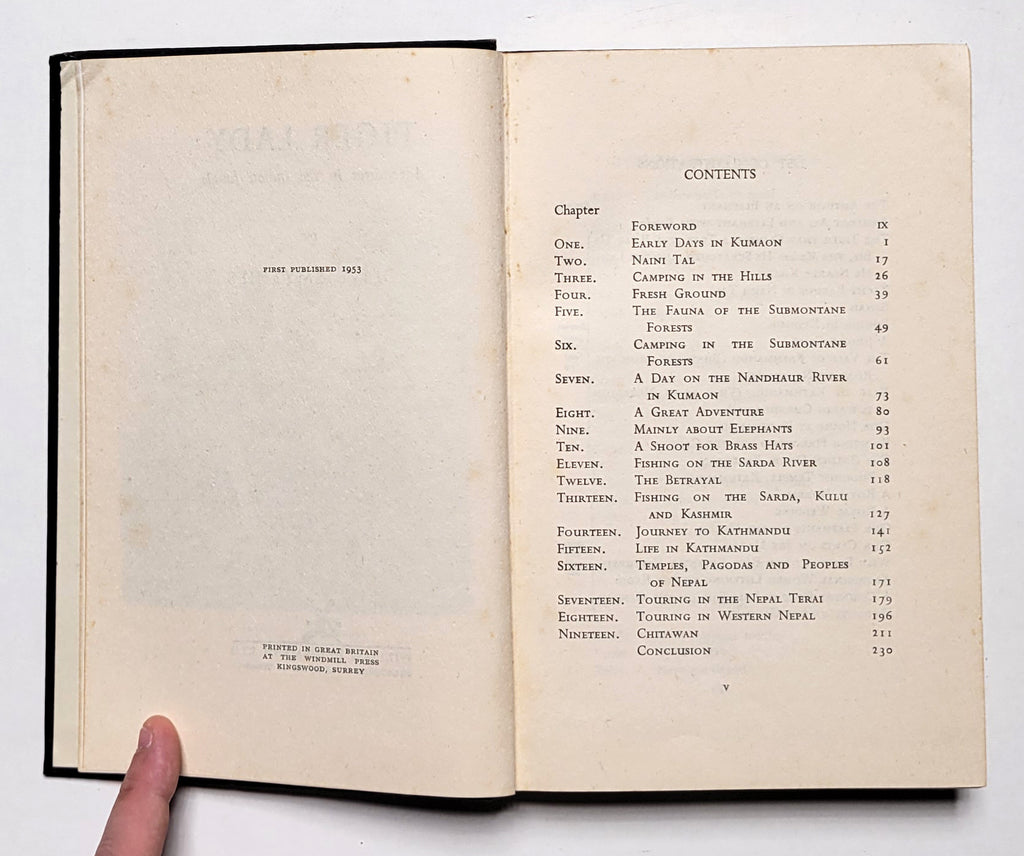 FIRST PUBLISHED 1953
PRINTED IN GREAT BRITAIN
AT THE WINDMILL PRESS
KINGSWOOD, SURREY
CONTENTS
Chapter
Foreword ix
One. Early Days in Kumaon 1
Two. Naini Tal 17
Three. Camping in the Hills 26
Four. Fresh Ground 39
Five. The Fauna of the Submontane
Forests 49
Six. Camping in the Submontane
Forests 61
Seven. A Day on the Nandhaur River
in Kumaon 73
Eight. A Great Adventure 80
Nine. Mainly about Elephants 93
Ten. A Shoot for Brass Hats 101
Eleven. Fishing on the Sarda River 108
Twelve. The Betrayal 118
Thirteen. Fishing on the Sarda, Kulu
and Kashmir 127
Fourteen. Journey to Kathmandu 141
Fifteen. Life in Kathmandu 152
Sixteen. Temples, Pagodas and Peoples
of Nepal 171
Seventeen. Touring in the Nepal Terai 179
Eighteen. Touring in Western Nepal 196
Nineteen. Chitawan 211
Conclusion 230
v